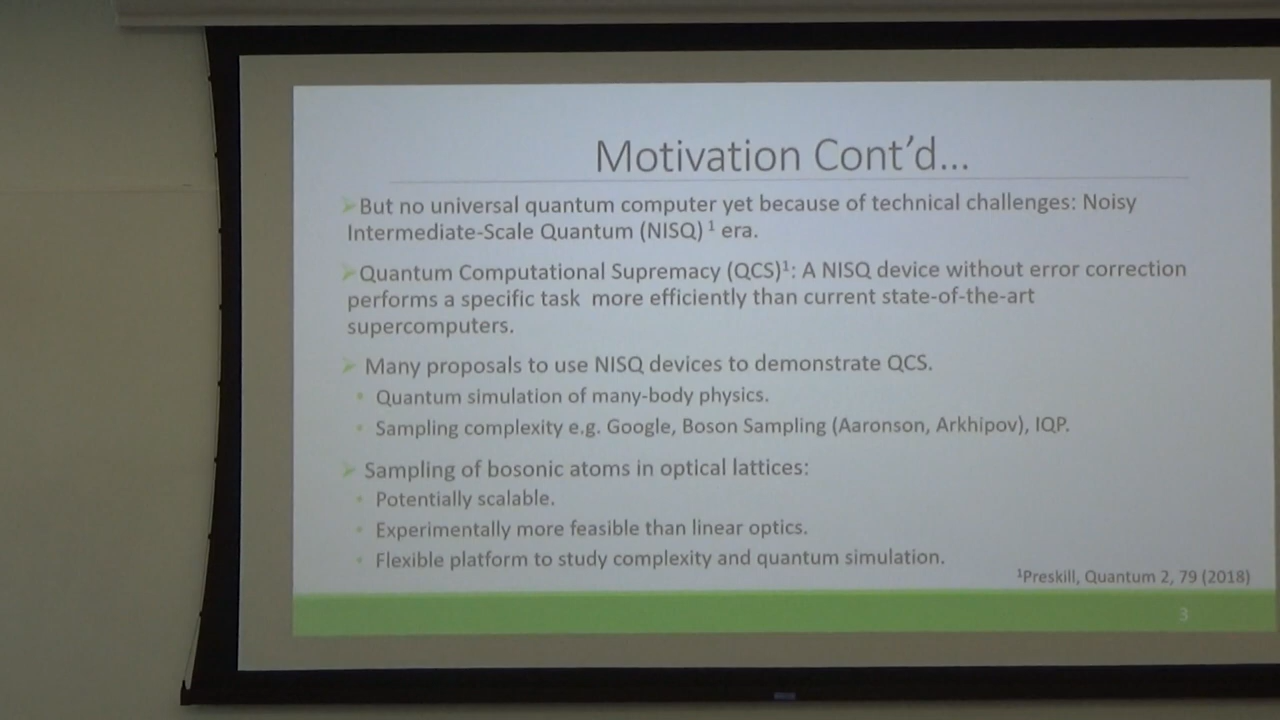 Motivation Cont'd...
➢But no universal quantum computer yet because of technical challenges: Noisy
Intermediate-Scale Quantum (NISQ) ¹ era.
➢Quantum Computational Supremacy (QCS)¹: A NISQ device without error correction
performs a specific task more efficiently than current state-of-the-art
supercomputers.
➢ Many proposals to use NISQ devices to demonstrate QCS.
• Quantum simulation of many-body physics.
• Sampling complexity e.g. Google, Boson Sampling (Aaronson, Arkhipov), IQP.
➢ Sampling of bosonic atoms in optical lattices:
• Potentially scalable.
• Experimentally more feasible than linear optics.
• Flexible platform to study complexity and quantum simulation.
¹Preskill, Quantum 2, 79 (2018)
3